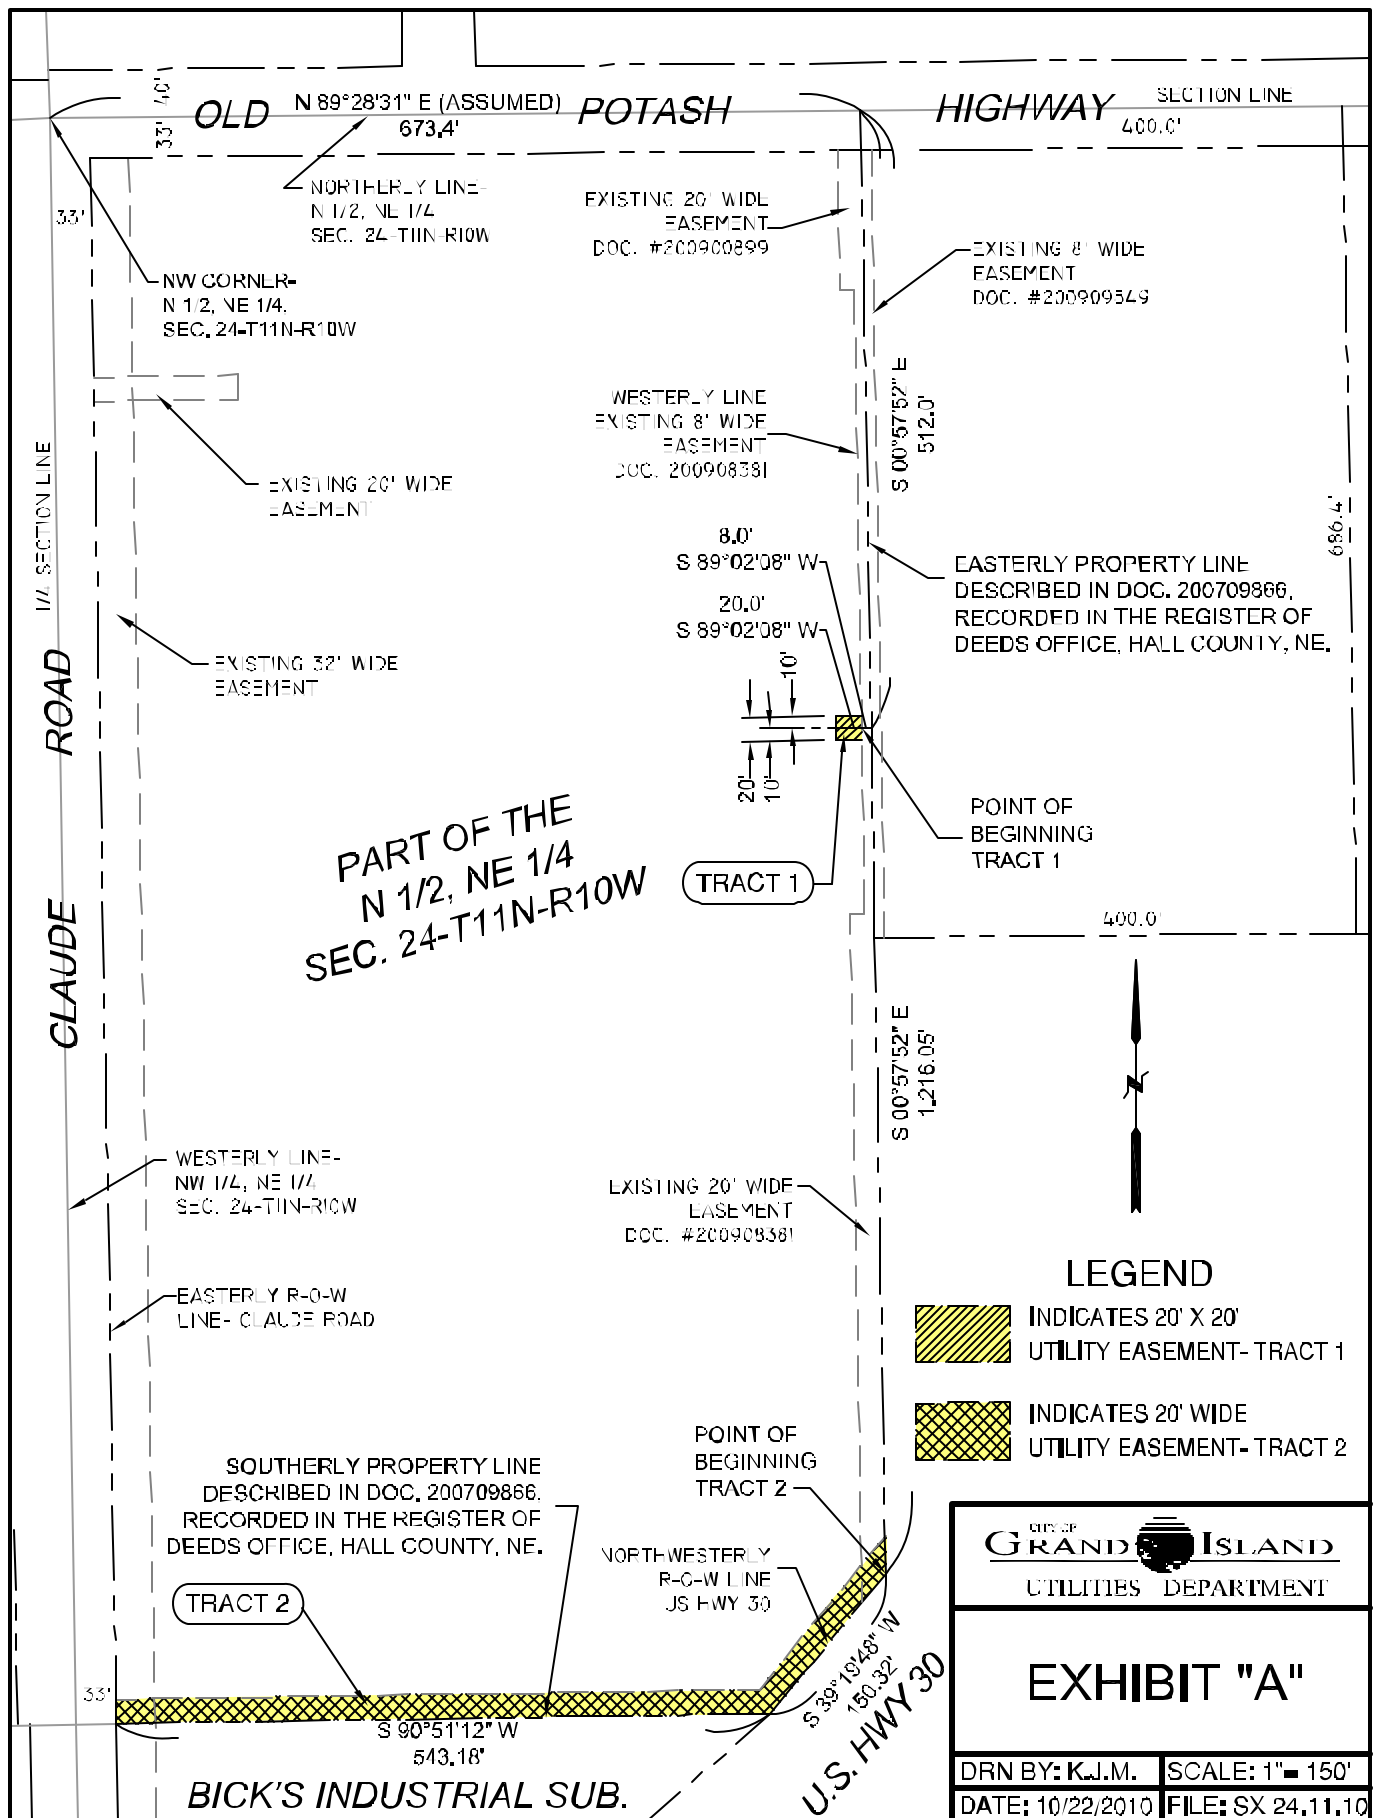 OLD
N 89°28'31" E (ASSUMED)
673.4'
POTASH
HIGHWAY
SECTION LINE
400.0'
33' 40'
33'
NORTHERLY LINE-
N 1/2, NE 1/4
SEC. 24-T11N-R10W
EXISTING 20' WIDE
EASEMENT
DOC. #200900899
EXISTING 8' WIDE
EASEMENT
DOC. #200909549
NW CORNER-
N 1/2, NE 1/4.
SEC. 24-T11N-R10W
WESTERLY LINE
EXISTING 8' WIDE
EASEMENT
DOC. 200908381
S 00°57'52" E
512.0'
1/4 SECTION LINE
EXISTING 20' WIDE
EASEMENT
686.4'
8.0'
S 89°02'08" W
20.0'
S 89°02'08" W
EASTERLY PROPERTY LINE
DESCRIBED IN DOC. 200709866,
RECORDED IN THE REGISTER OF
DEEDS OFFICE, HALL COUNTY, NE.
EXISTING 32' WIDE
EASEMENT
CLAUDE ROAD
10'
20'
10'
POINT OF
BEGINNING
TRACT 1
PART OF THE
N 1/2, NE 1/4
SEC. 24-T11N-R10W
TRACT 1
400.0'
S 00°57'52" E
1,216.05'
N
WESTERLY LINE-
NW 1/4, NE 1/4
SEC. 24-T11N-R10W
EXISTING 20' WIDE
EASEMENT
DOC. #200908381
EASTERLY R-O-W
LINE- CLAUDE ROAD
LEGEND
INDICATES 20' X 20'
UTILITY EASEMENT- TRACT 1
INDICATES 20' WIDE
UTILITY EASEMENT- TRACT 2
POINT OF
BEGINNING
TRACT 2
SOUTHERLY PROPERTY LINE
DESCRIBED IN DOC. 200709866.
RECORDED IN THE REGISTER OF
DEEDS OFFICE, HALL COUNTY, NE.
NORTHWESTERLY
R-O-W LINE
US HWY 30
TRACT 2
33'
S 39°19'48" W
150.32'
U.S. HWY 30
S 90°51'12" W
543.18'
BICK'S INDUSTRIAL SUB.
CITY OF
GRAND ISLAND
UTILITIES DEPARTMENT
EXHIBIT "A"
DRN BY: K.J.M.
SCALE: 1"= 150'
DATE: 10/22/2010
FILE: SX 24.11.10